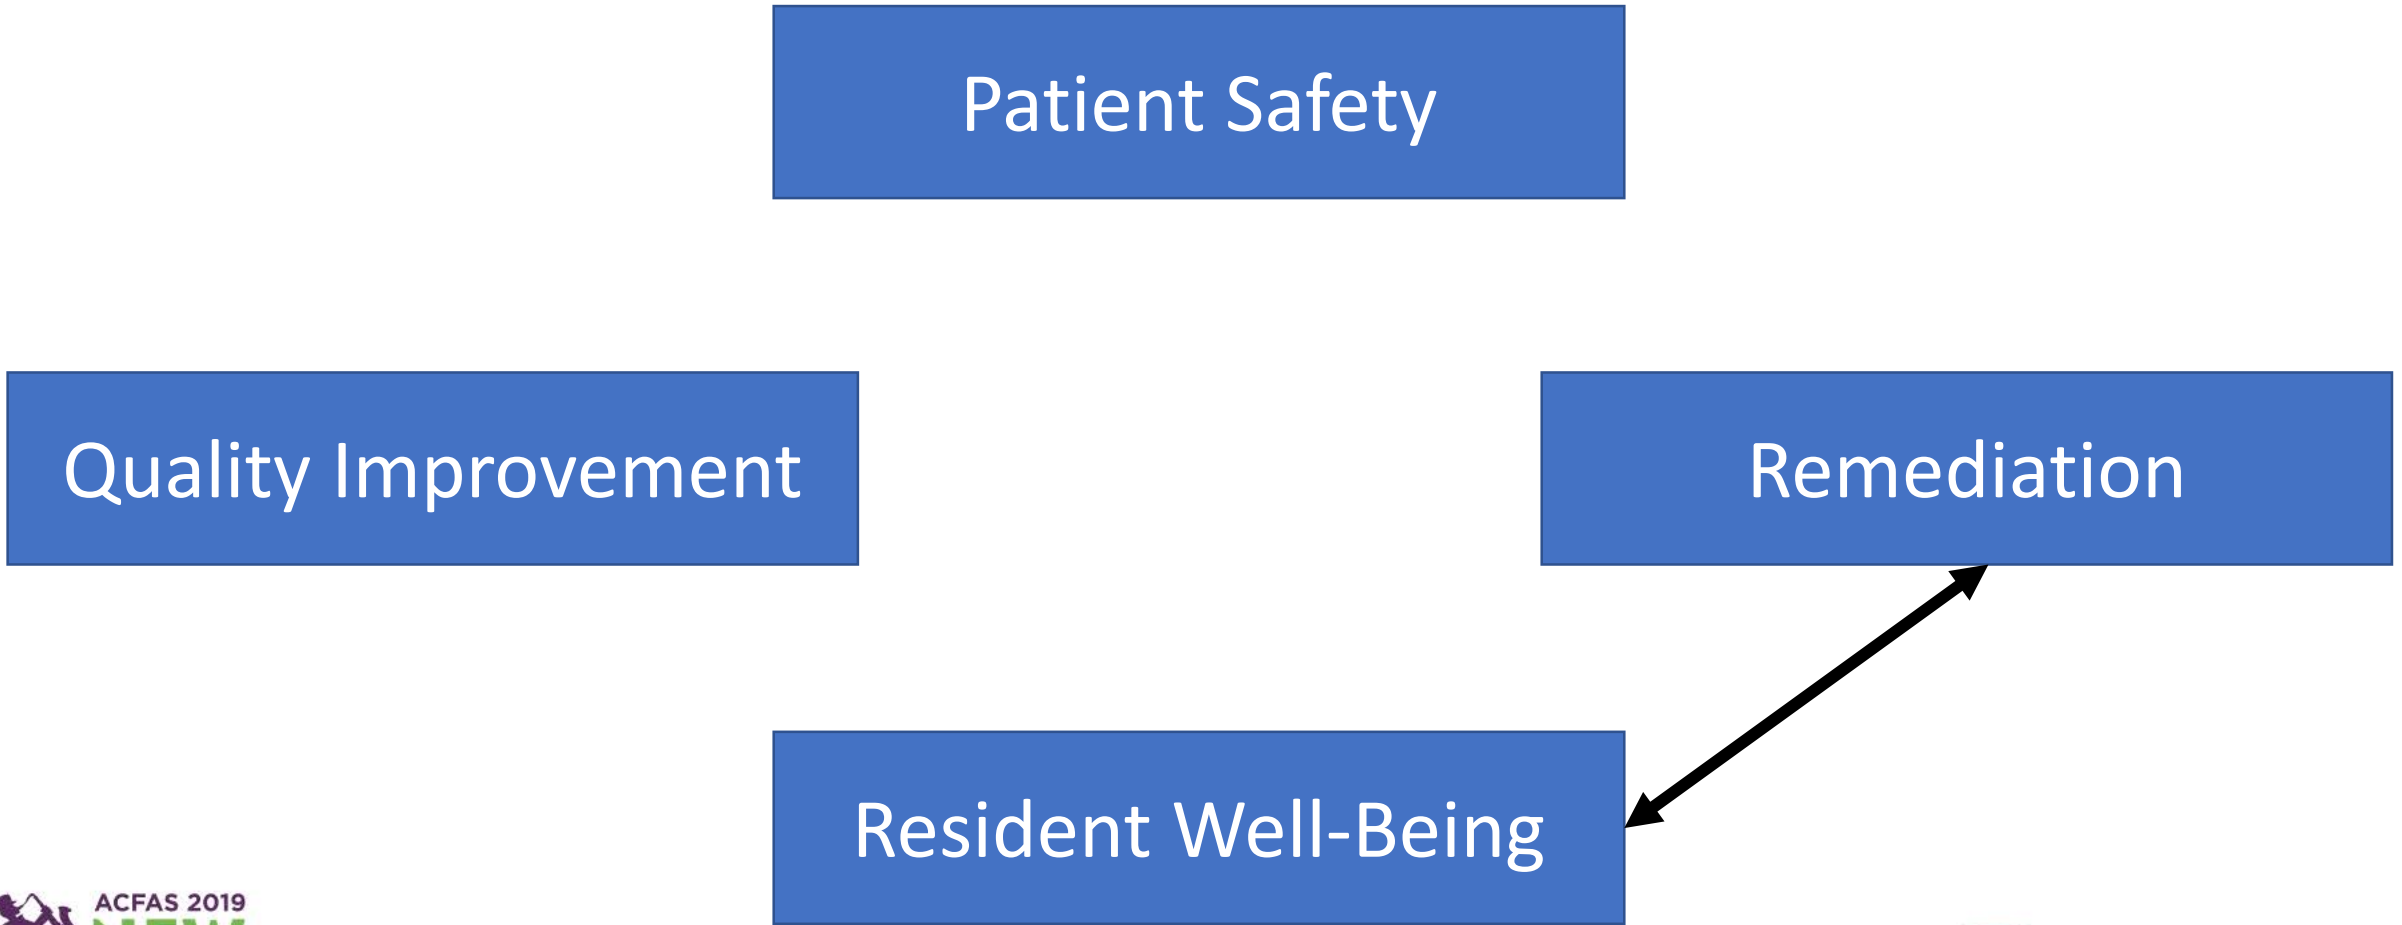 Patient Safety
Quality Improvement
Remediation
Resident Well-Being
ACFAS 2019